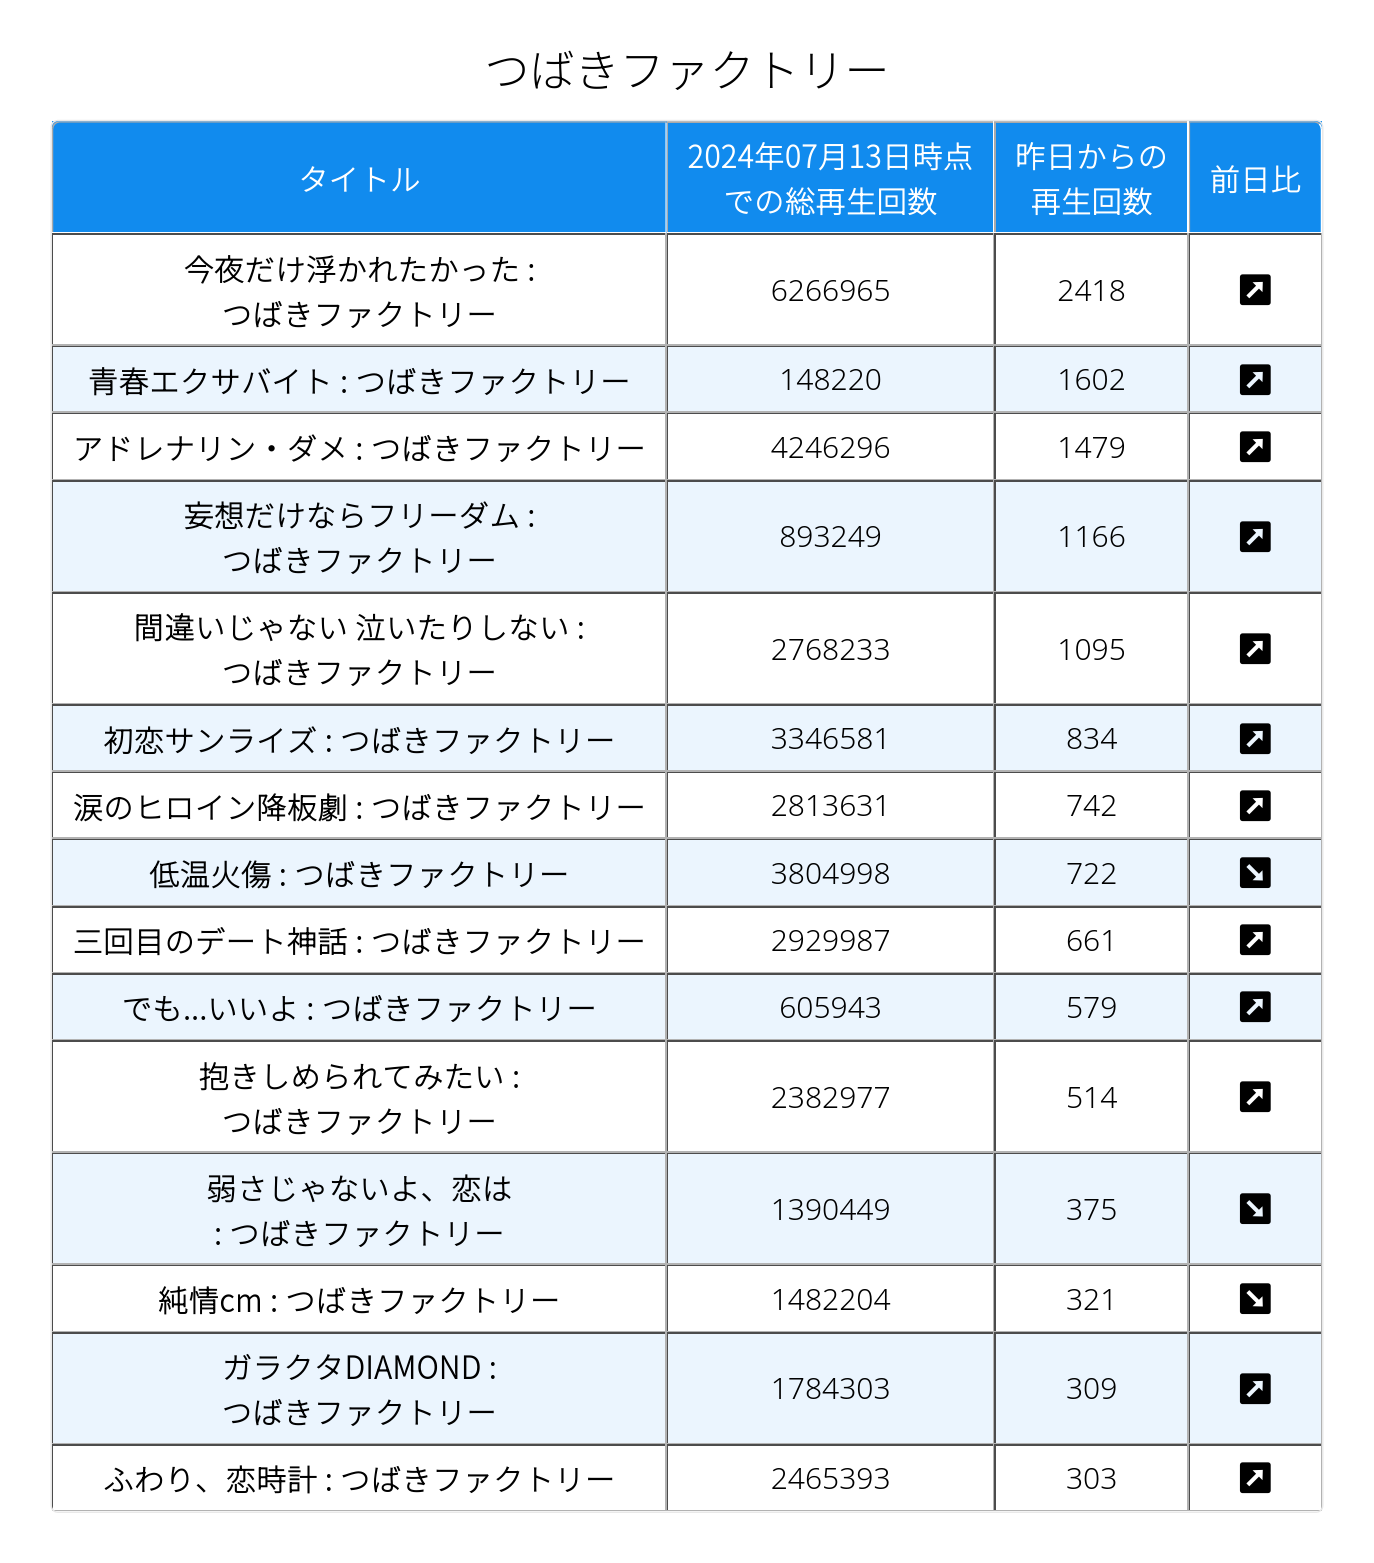 つばきファクトリー
タイトル
2024年07月13日時点
での総再生回数
昨日からの
再生回数
前日比
今夜だけ浮かれたかった :
つばきファクトリー
6266965
2418
青春エクサバイト : つばきファクトリー
148220
1602
アドレナリン・ダメ : つばきファクトリー
4246296
1479
妄想だけならフリーダム :
つばきファクトリー
893249
1166
間違いじゃない 泣いたりしない :
つばきファクトリー
2768233
1095
初恋サンライズ : つばきファクトリー
3346581
834
涙のヒロイン降板劇 : つばきファクトリー
2813631
742
低温火傷 : つばきファクトリー
3804998
722
三回目のデート神話 : つばきファクトリー
2929987
661
でも...いいよ : つばきファクトリー
605943
579
抱きしめられてみたい :
つばきファクトリー
2382977
514
弱さじゃないよ、恋は
: つばきファクトリー
1390449
375
純情cm : つばきファクトリー
1482204
321
ガラクタDIAMOND :
つばきファクトリー
1784303
309
ふわり、恋時計 : つばきファクトリー
2465393
303